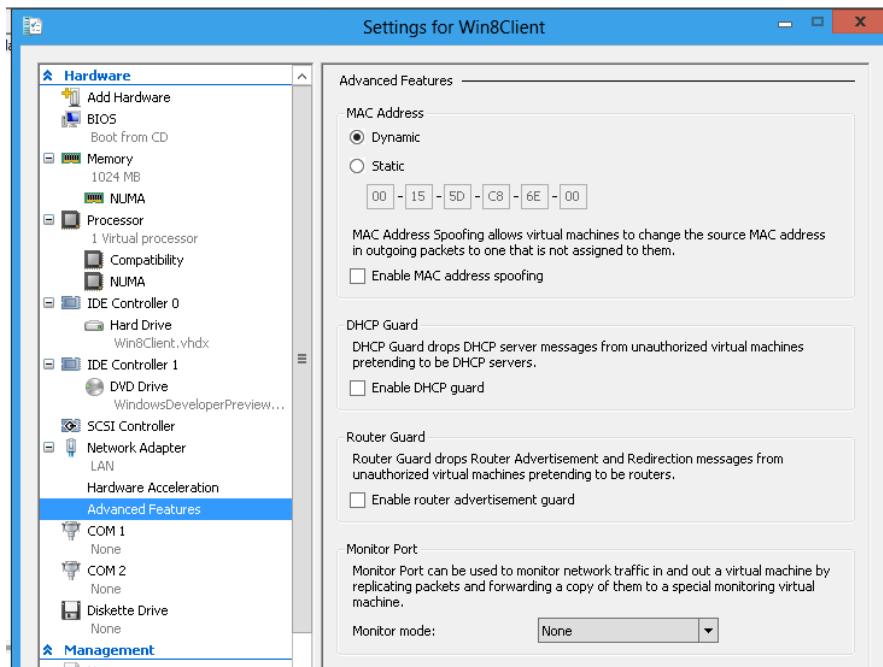 Settings for Win8Client
Hardware
Add Hardware
BIOS
Boot from CD
Memory
1024 MB
NUMA
Processor
1 Virtual processor
Compatibility
NUMA
IDE Controller 0
Hard Drive
Win8Client.vhdx
IDE Controller 1
DVD Drive
WindowsDeveloperPreview...
SCSI Controller
Network Adapter
LAN
Hardware Acceleration
Advanced Features
COM 1
None
COM 2
None
Diskette Drive
None
Management
Advanced Features
MAC Address
Dynamic
Static
00 - 15 - 5D - C8 - 6E - 00
MAC Address Spoofing allows virtual machines to change the source MAC address
in outgoing packets to one that is not assigned to them.
Enable MAC address spoofing
DHCP Guard
DHCP Guard drops DHCP server messages from unauthorized virtual machines
pretending to be DHCP servers.
Enable DHCP guard
Router Guard
Router Guard drops Router Advertisement and Redirection messages from
unauthorized virtual machines pretending to be routers.
Enable router advertisement guard
Monitor Port
Monitor Port can be used to monitor network traffic in and out a virtual machine by
replicating packets and forwarding a copy of them to a special monitoring virtual
machine.
Monitor mode: None